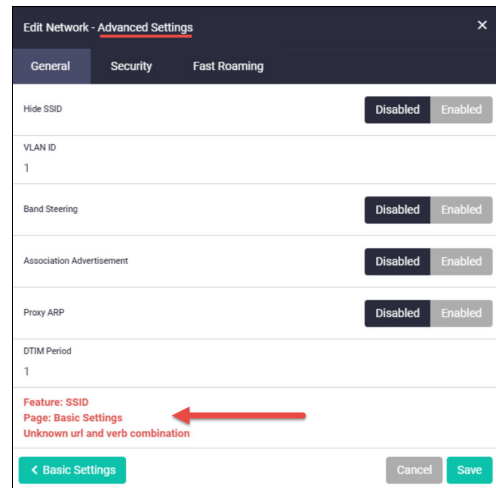 Edit Network - Advanced Settings ×
General Security Fast Roaming
Hide SSID Disabled Enabled
VLAN ID
1
Band Steering Disabled Enabled
Association Advertisement Disabled Enabled
Proxy ARP Disabled Enabled
DTIM Period
1
Feature: SSID
Page: Basic Settings
Unknown url and verb combination
< Basic Settings Cancel Save